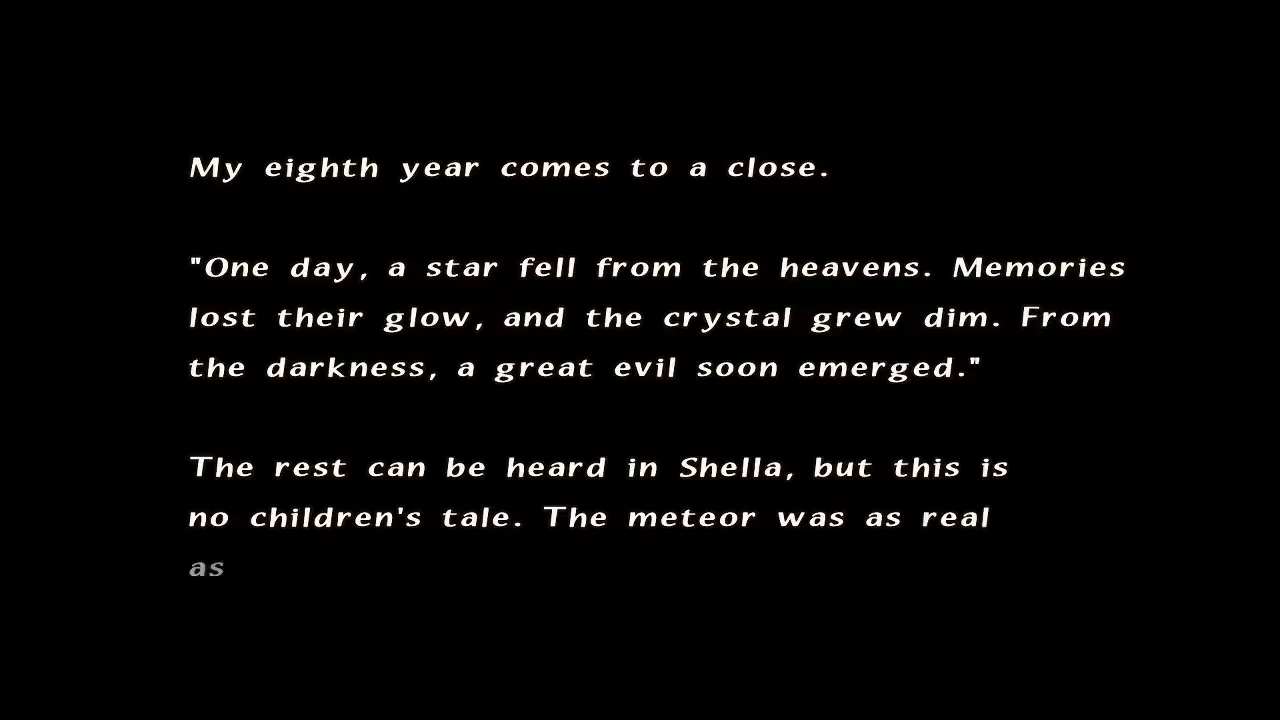 My eighth year comes to a close.
"One day, a star fell from the heavens. Memories
lost their glow, and the crystal grew dim. From
the darkness, a great evil soon emerged."
The rest can be heard in Shella, but this is
no children's tale. The meteor was as real
as